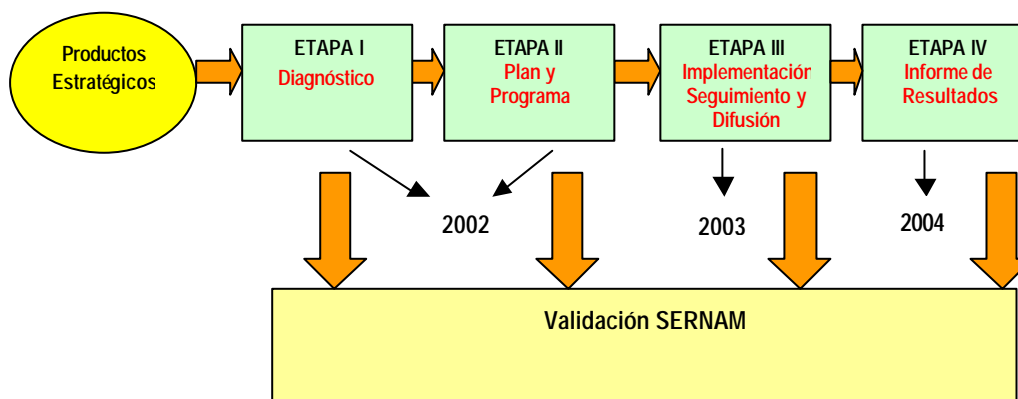 Productos
Estratégicos
ETAPA I
Diagnóstico
ETAPA II
Plan y
Programa
ETAPA III
Implementación
Seguimiento y
Difusión
ETAPA IV
Informe de
Resultados
2002
2003
2004
Validación SERNAM